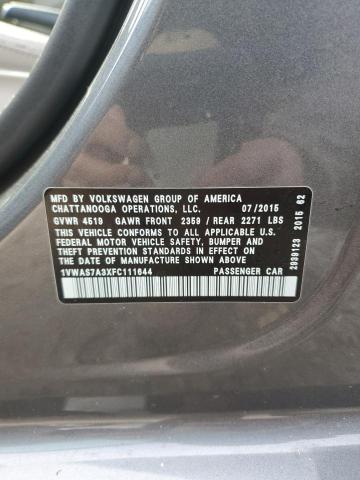 MFD. BY VOLKSWAGEN GROUP OF AMERICA
CHATTANOOGA OPERATIONS, LLC. 07/2015
GVWR 4519 GAWR FRONT 2359 / REAR 2271 LBS
THIS VEHICLE CONFORMS TO ALL APPLICABLE U.S.
FEDERAL MOTOR VEHICLE SAFETY, BUMPER AND
THEFT PREVENTION STANDARDS IN EFFECT ON
THE DATE OF MANUFACTURE SHOWN ABOVE
1VWAS7A3XFC111644 PASSENGER CAR
2939123 2015 62